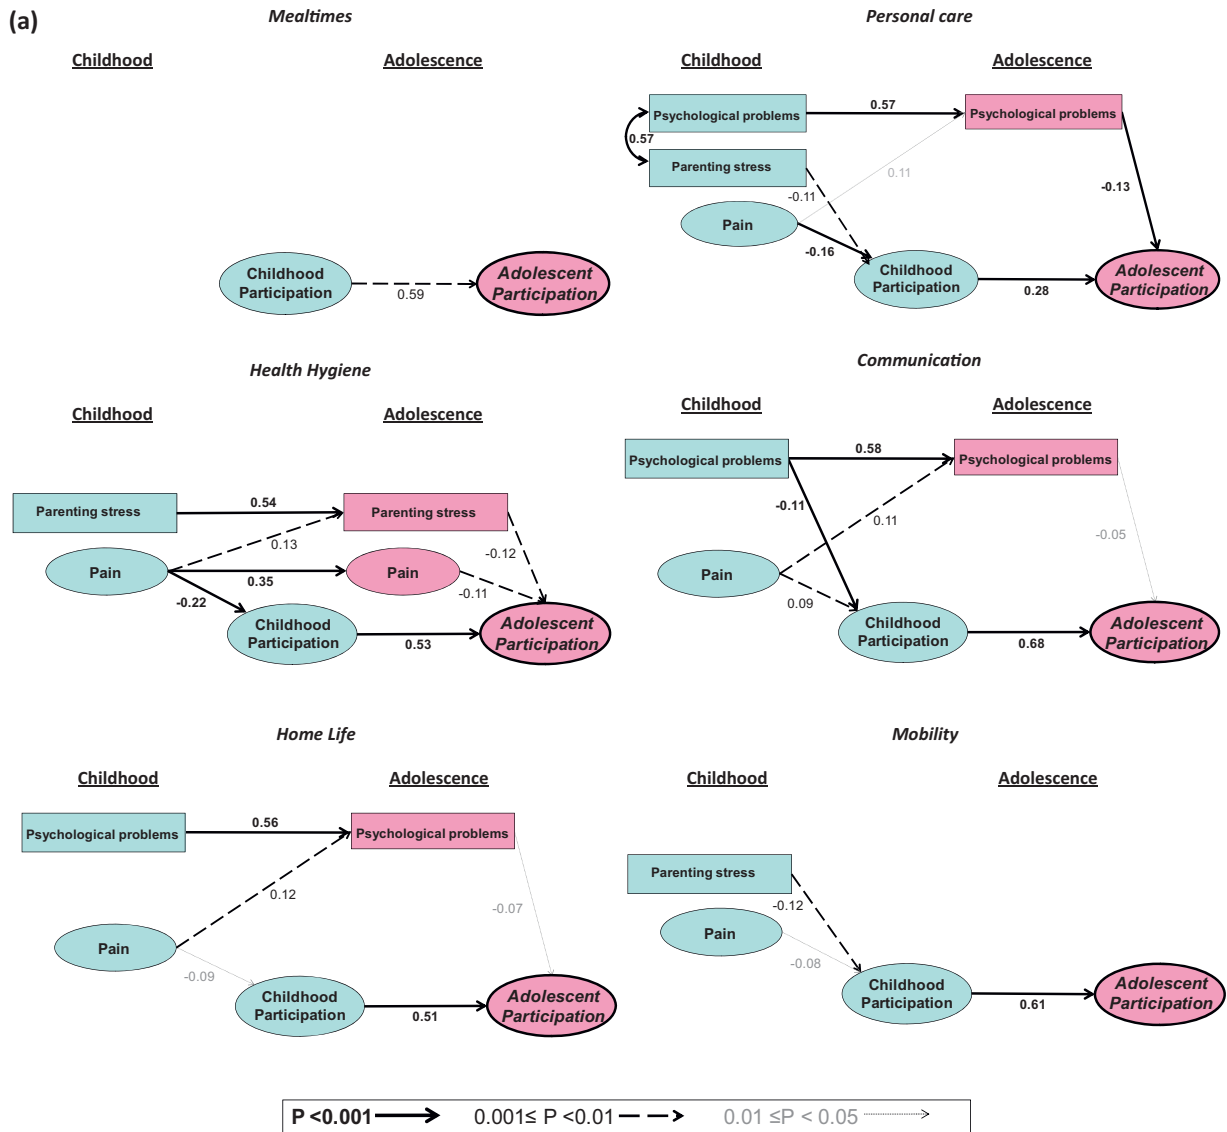 (a)
Mealtimes
Childhood
Adolescence
Childhood
Participation
0.59
Adolescent
Participation
Personal care
Childhood
Adolescence
Psychological problems
0.57
Psychological problems
0.57
Parenting stress
-0.11
0.11
-0.13
Pain
-0.16
Childhood
Participation
0.28
Adolescent
Participation
Health Hygiene
Childhood
Adolescence
Parenting stress
0.54
Parenting stress
0.13
-0.12
Pain
0.35
Pain
-0.22
-0.11
Childhood
Participation
0.53
Adolescent
Participation
Communication
Childhood
Adolescence
Psychological problems
0.58
Psychological problems
-0.11
0.11
-0.05
Pain
0.09
Childhood
Participation
0.68
Adolescent
Participation
Home Life
Childhood
Adolescence
Psychological problems
0.56
Psychological problems
0.12
-0.07
Pain
-0.09
Childhood
Participation
0.51
Adolescent
Participation
Mobility
Childhood
Adolescence
Parenting stress
-0.12
Pain
-0.08
Childhood
Participation
0.61
Adolescent
Participation
P <0.001
0.001≤ P <0.01
0.01 ≤P < 0.05